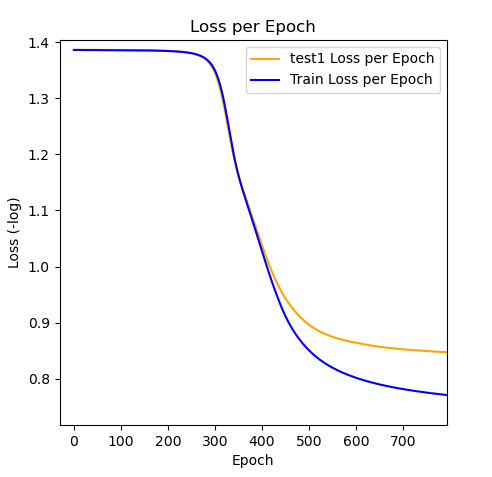 Loss per Epoch
test1 Loss per Epoch
Train Loss per Epoch
Loss (-log)
1.4
1.3
1.2
1.1
1.0
0.9
0.8
0 100 200 300 400 500 600 700
Epoch